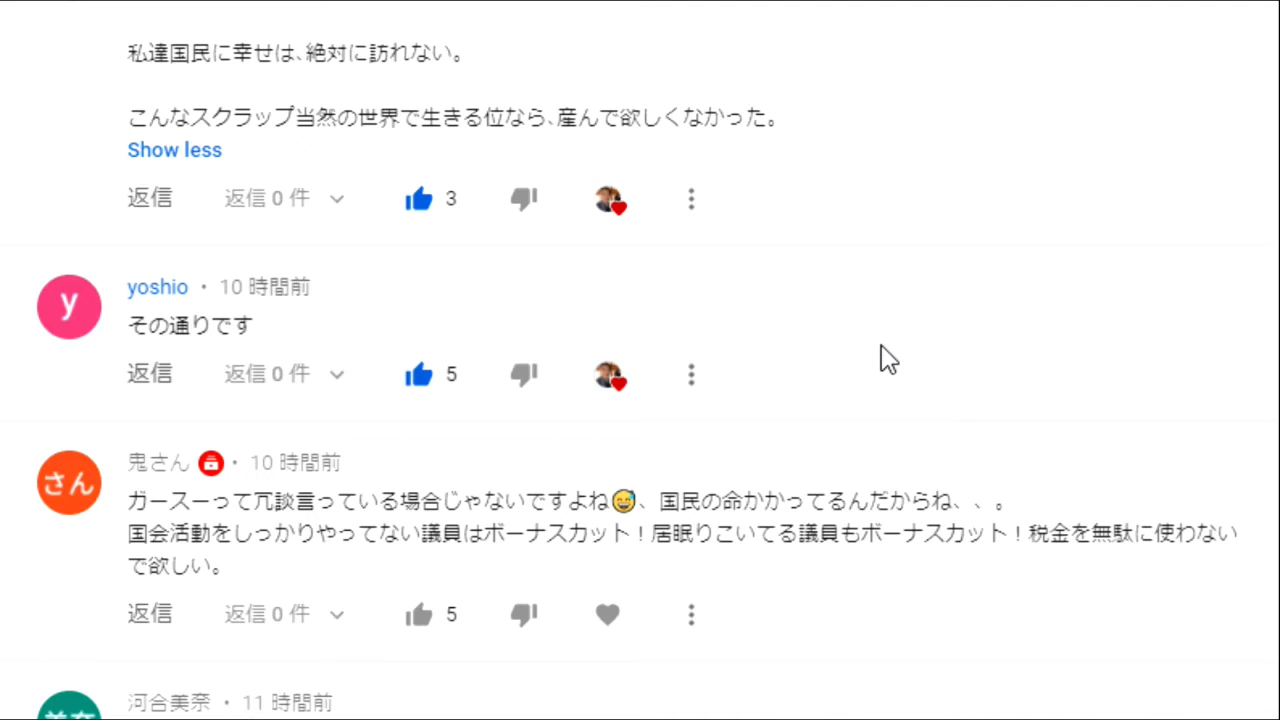 私達国民に幸せは、絶対に訪れない。
こんなスクラップ当然の世界で生きる位なら、産んで欲しくなかった。
Show less
返信 返信 0 件 3
y yoshio・10 時間前
その通りです
返信 返信 0 件 5
さん 鬼さん・10 時間前
ガースーって冗談言っている場合じゃないですよね😅、国民の命かかってるんだからね、、。
国会活動をしっかりやってない議員はボーナスカット！居眠りこいてる議員もボーナスカット！税金を無駄に使わない
で欲しい。
返信 返信 0 件 5
美奈 河合美奈・11 時間前